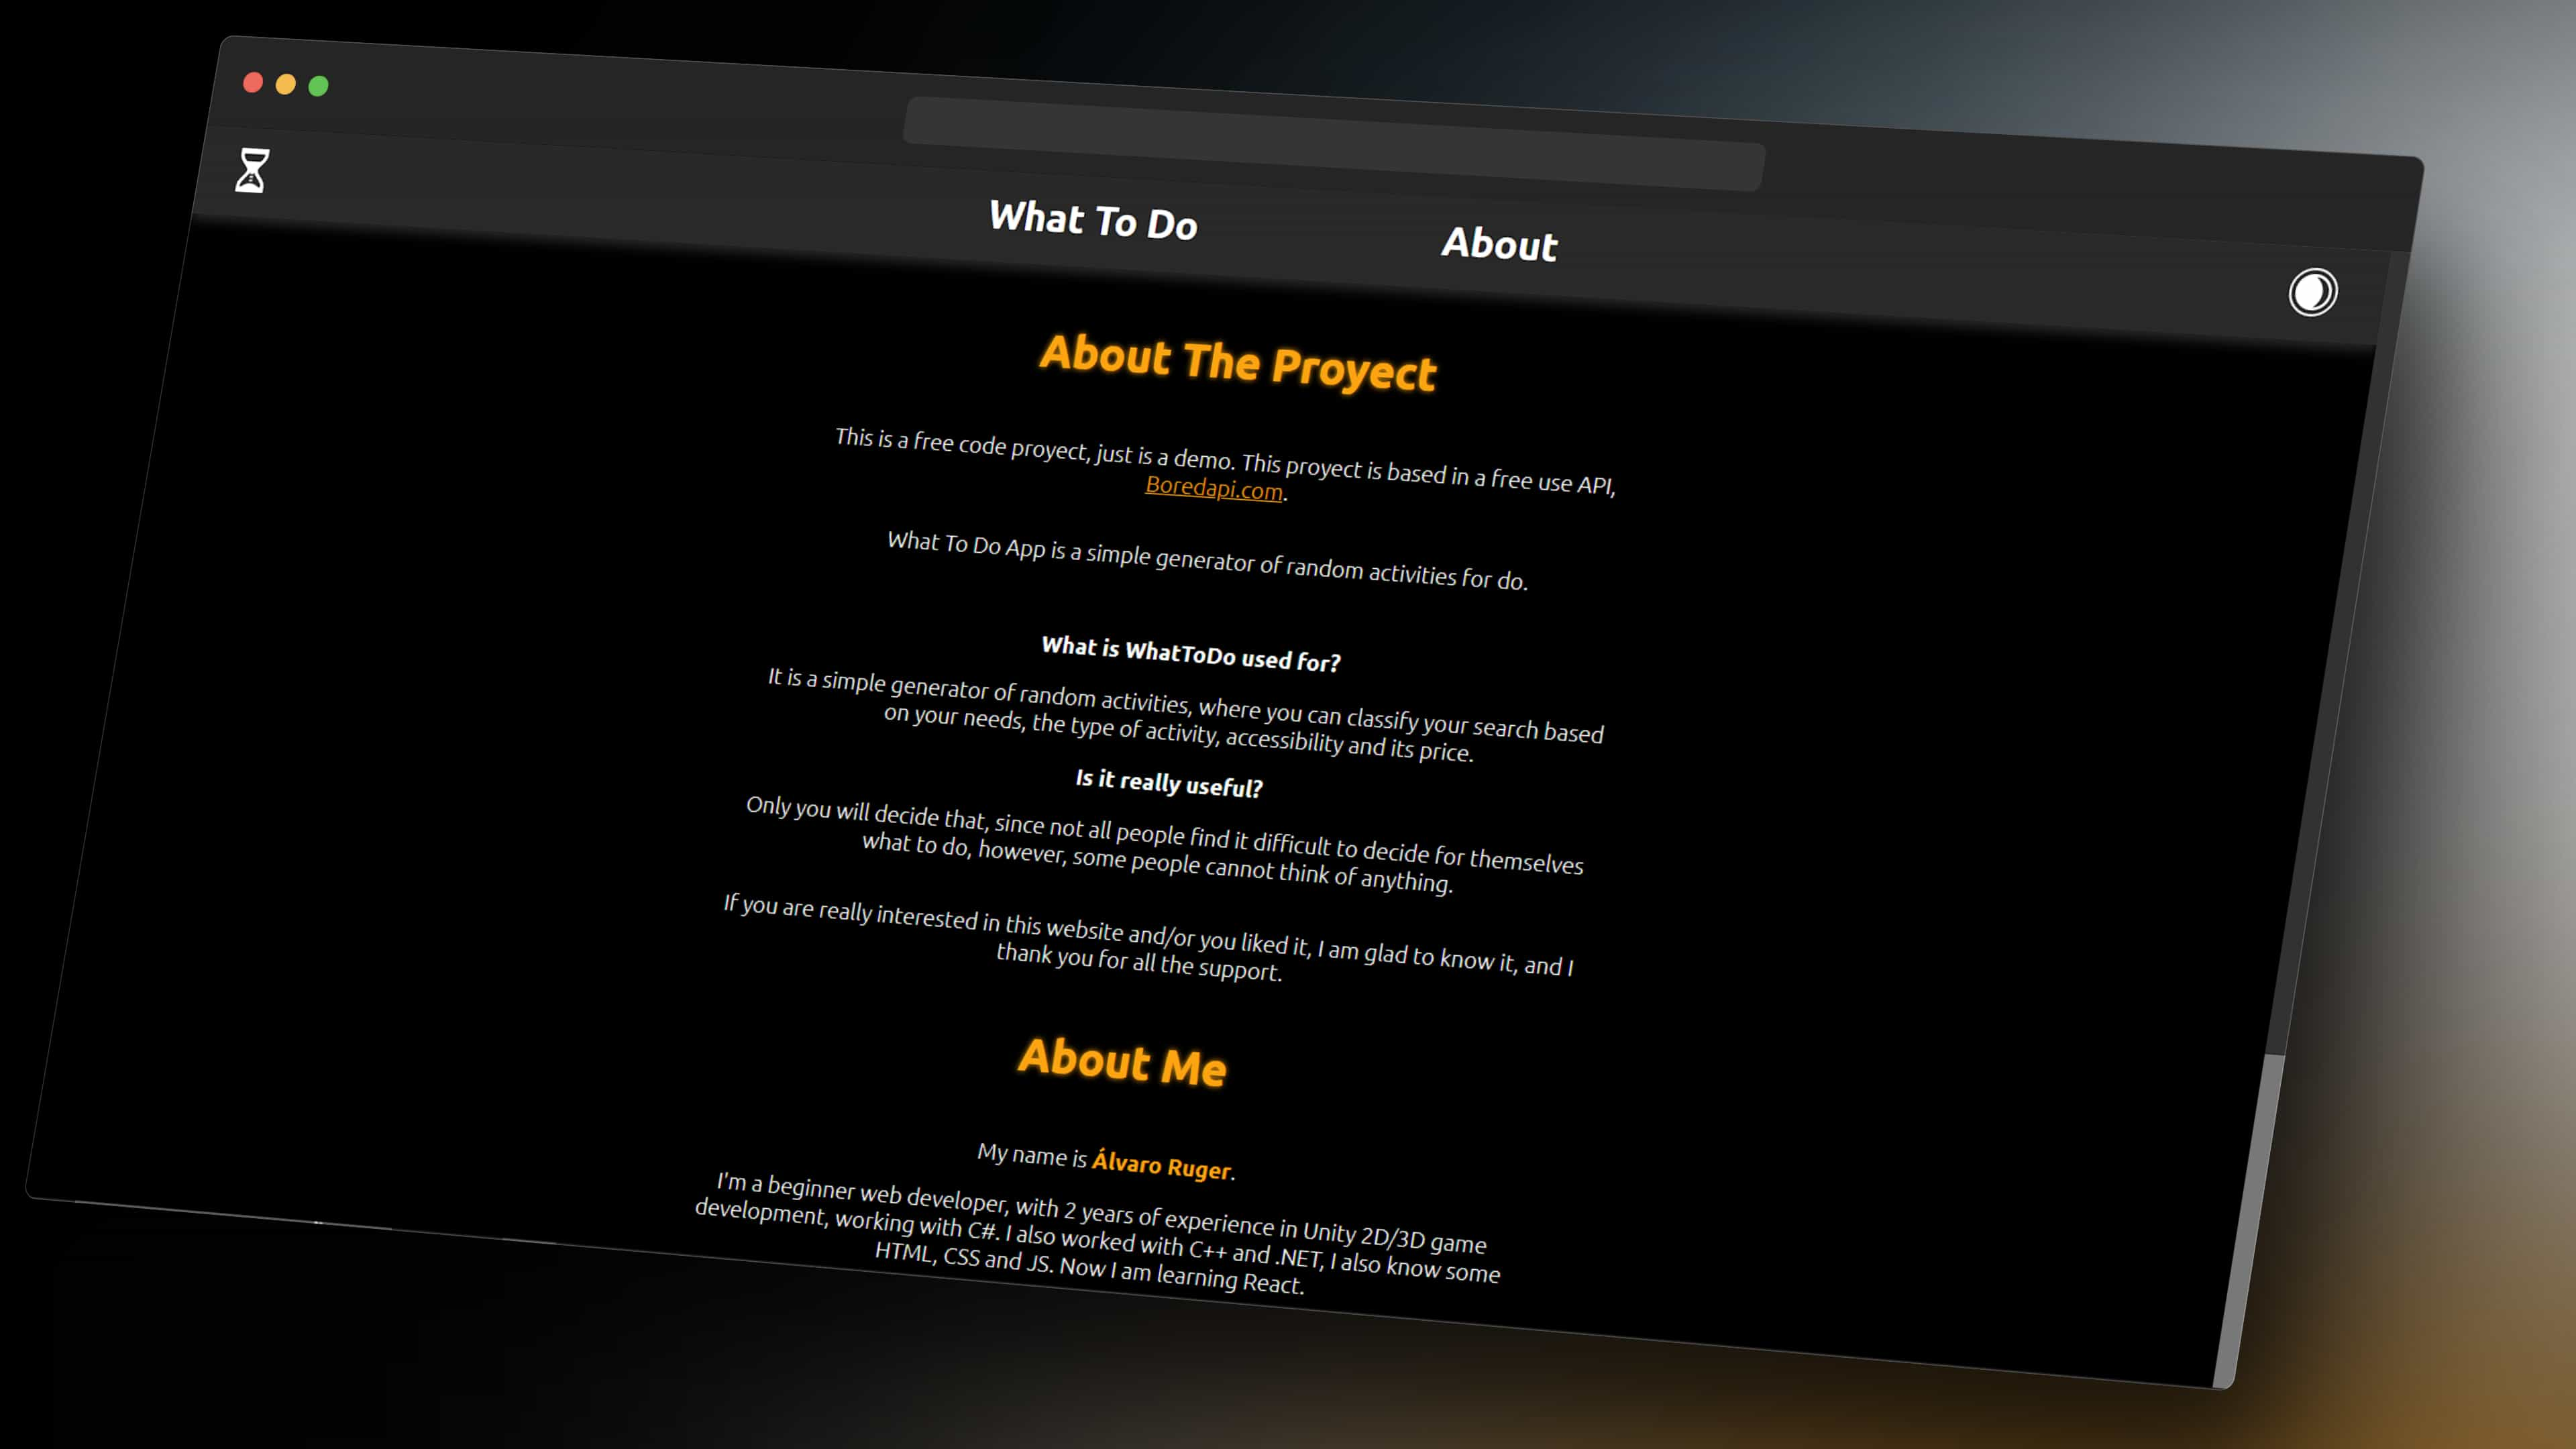 What To Do
About
About The Proyect
This is a free code proyect, just is a demo. This proyect is based in a free use API,
Boredapi.com.
What To Do App is a simple generator of random activities for do.
What is WhatToDo used for?
It is a simple generator of random activities, where you can classify your search based
on your needs, the type of activity, accessibility and its price.
Is it really useful?
Only you will decide that, since not all people find it difficult to decide for themselves
what to do, however, some people cannot think of anything.
If you are really interested in this website and/or you liked it, I am glad to know it, and I
thank you for all the support.
About Me
My name is Álvaro Ruger.
I'm a beginner web developer, with 2 years of experience in Unity 2D/3D game
development, working with C#. I also worked with C++ and .NET, I also know some
HTML, CSS and JS. Now I am learning React.